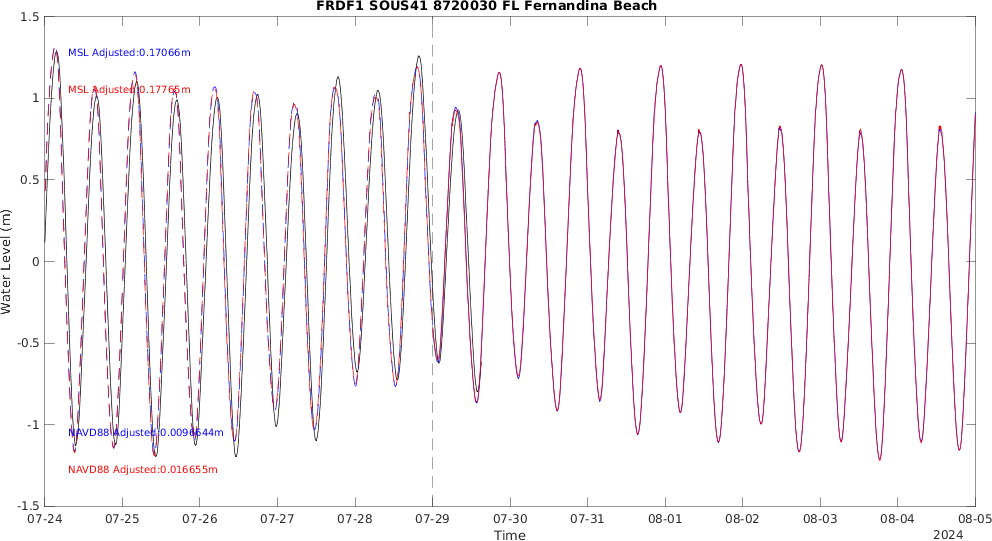 FRDF1 SOUS41 8720030 FL Fernandina Beach
1.5
MSL Adjusted:0.17066m
MSL Adjusted:0.17765m
1
0.5
Water Level (m)
0
-0.5
-1
NAVD88 Adjusted:0.0096644m
NAVD88 Adjusted:0.016655m
-1.5
07-24 07-25 07-26 07-27 07-28 07-29 07-30 07-31 08-01 08-02 08-03 08-04 08-05
Time
2024